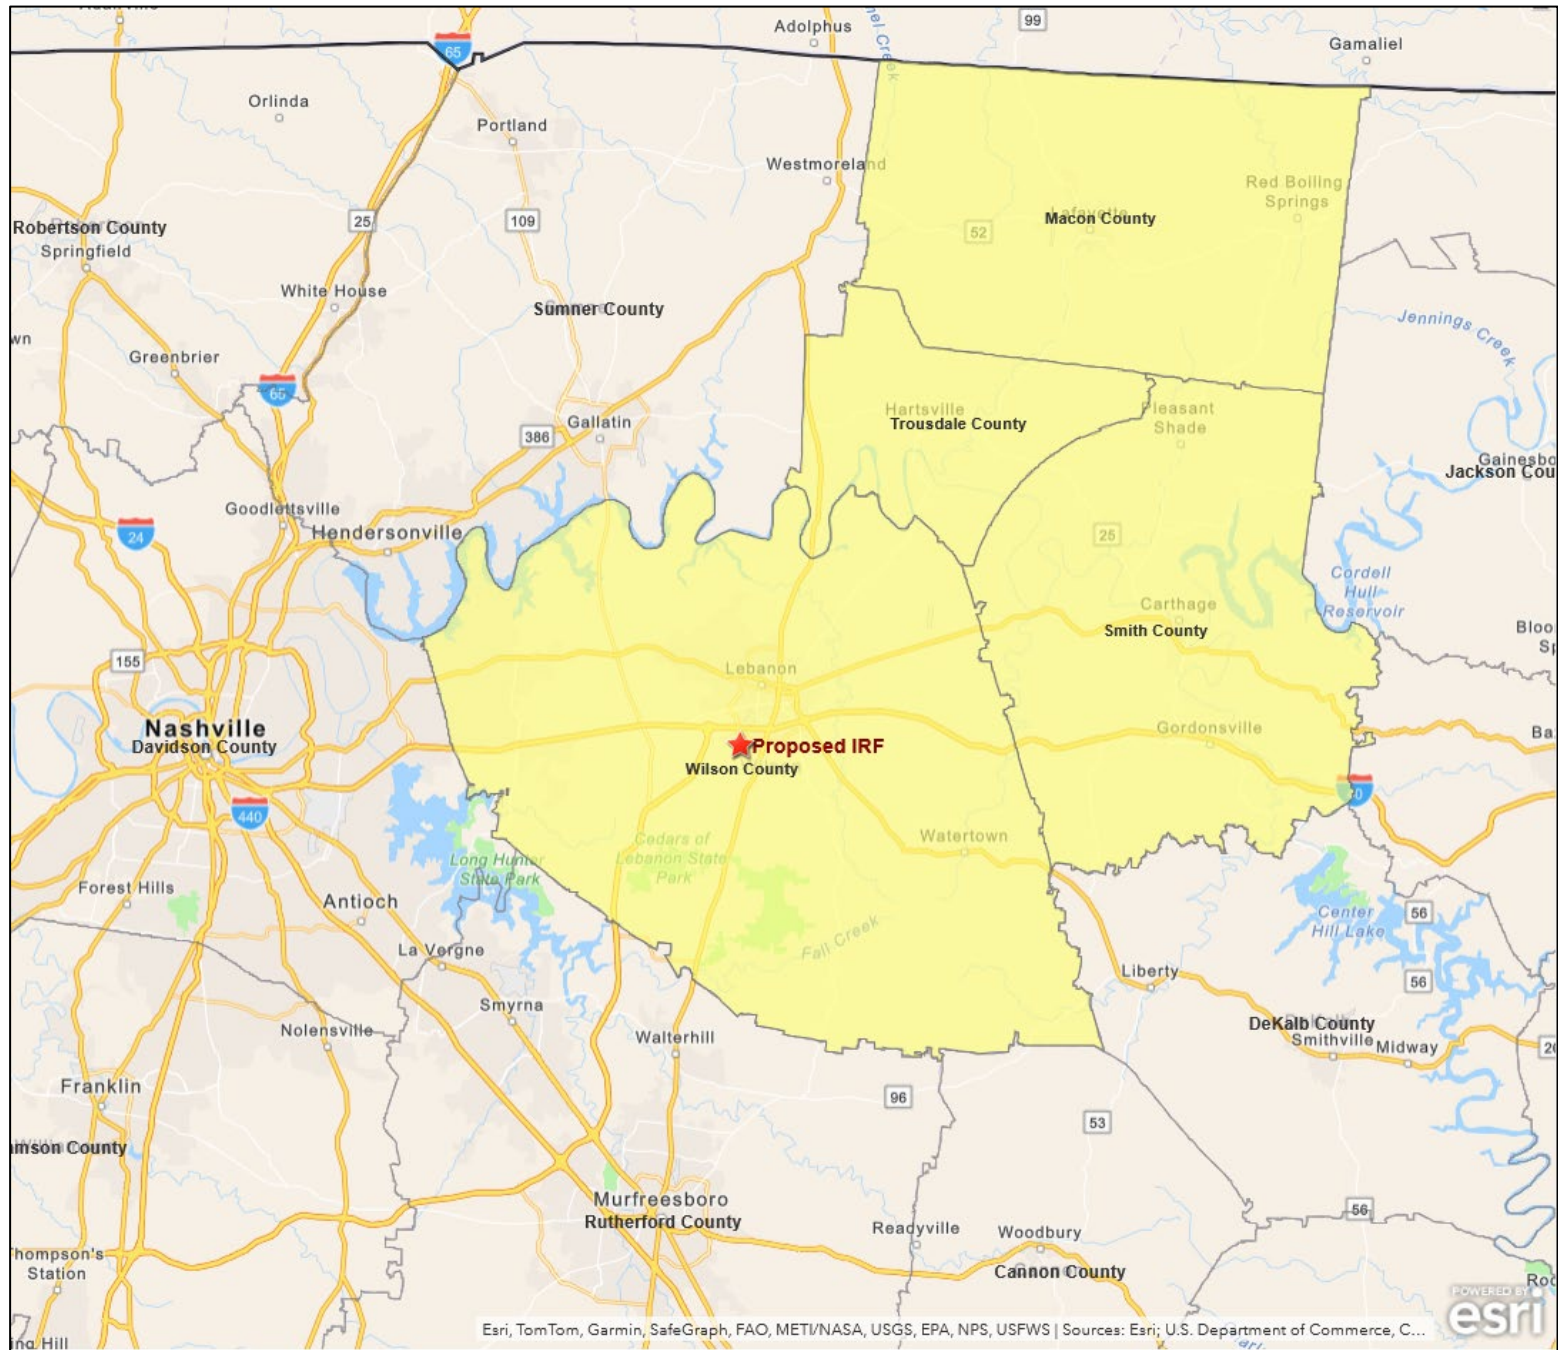 Adolphus
99
Gamaliel
65
Orlinda
Portland
Westmoreland
Red Boiling
Springs
25
109
52
Macon County
Robertson County
Springfield
White House
Sumner County
Jennings Creek
Greenbrier
65
Hartsville
Trousdale County
Pleasant
Shade
Gallatin
386
Jackson Cou
Goodlettsville
Hendersonville
24
25
Cordell
Hull
Reservoir
Carthage
Smith County
155
Lebanon
Nashville
Davidson County
Gordonsville
Proposed IRF
Wilson County
440
Watertown
Cedars of
Lebanon State
Park
Long Hunter
State Park
Forest Hills
Antioch
56
Center
Hill Lake
Fall Creek
La Vergne
Liberty
56
Smyrna
Nolensville
Walterhill
DeKalb County
Smithville
Midway
Franklin
96
53
mson County
Murfreesboro
Rutherford County
56
Readyville
Woodbury
Cannon County
Thompson's
Station
POWERED BY
esri
Esri, TomTom, Garmin, SafeGraph, FAO, METI/NASA, USGS, EPA, NPS, USFWS | Sources: Esri; U.S. Department of Commerce, C...